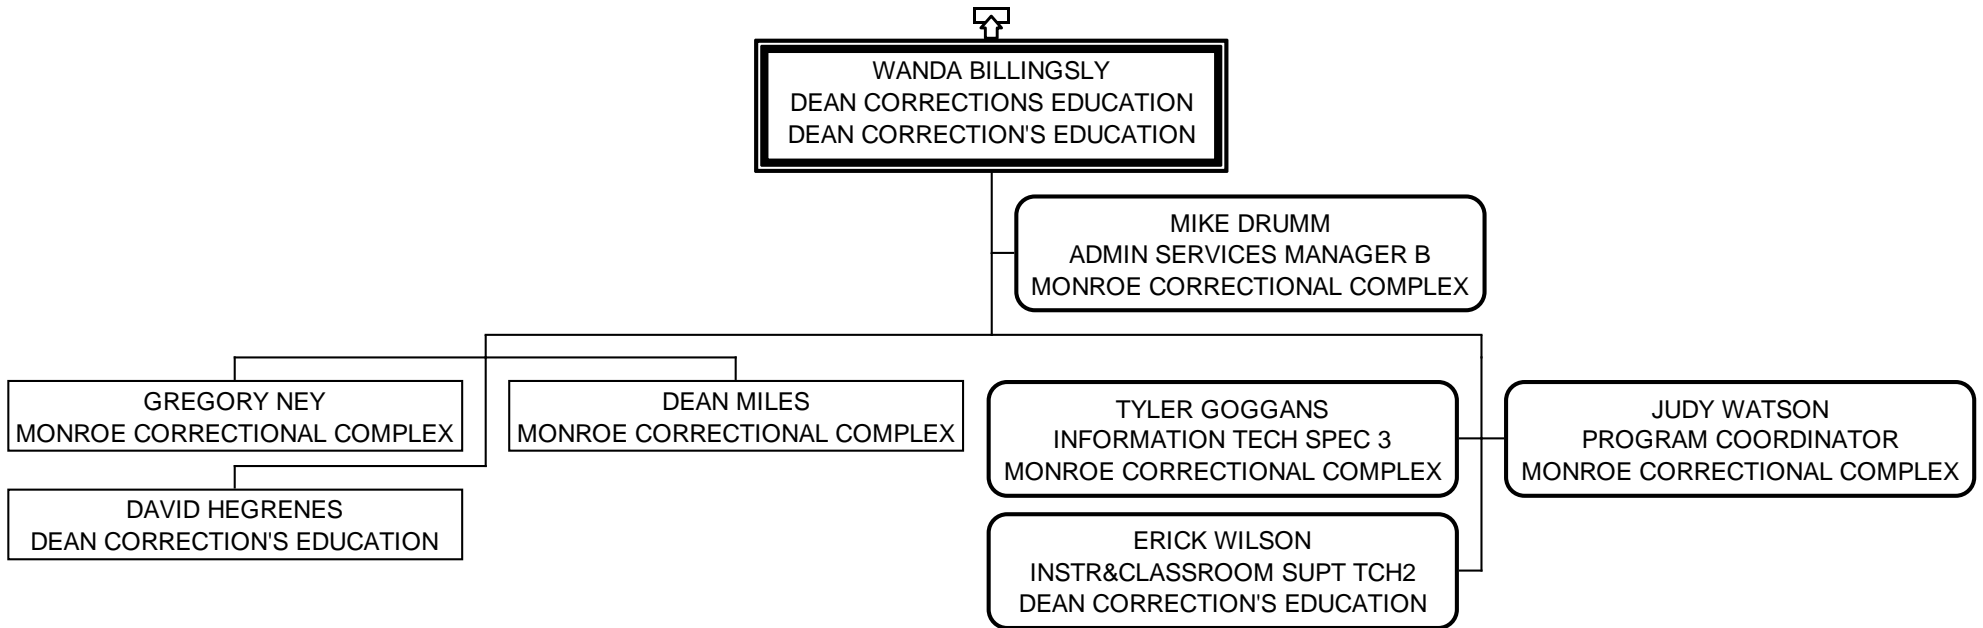 WANDA BILLINGSLY
DEAN CORRECTIONS EDUCATION
DEAN CORRECTION'S EDUCATION
MIKE DRUMM
ADMIN SERVICES MANAGER B
MONROE CORRECTIONAL COMPLEX
GREGORY NEY
MONROE CORRECTIONAL COMPLEX
DEAN MILES
MONROE CORRECTIONAL COMPLEX
TYLER GOGGANS
INFORMATION TECH SPEC 3
MONROE CORRECTIONAL COMPLEX
JUDY WATSON
PROGRAM COORDINATOR
MONROE CORRECTIONAL COMPLEX
DAVID HEGRENES
DEAN CORRECTION'S EDUCATION
ERICK WILSON
INSTR&CLASSROOM SUPT TCH2
DEAN CORRECTION'S EDUCATION